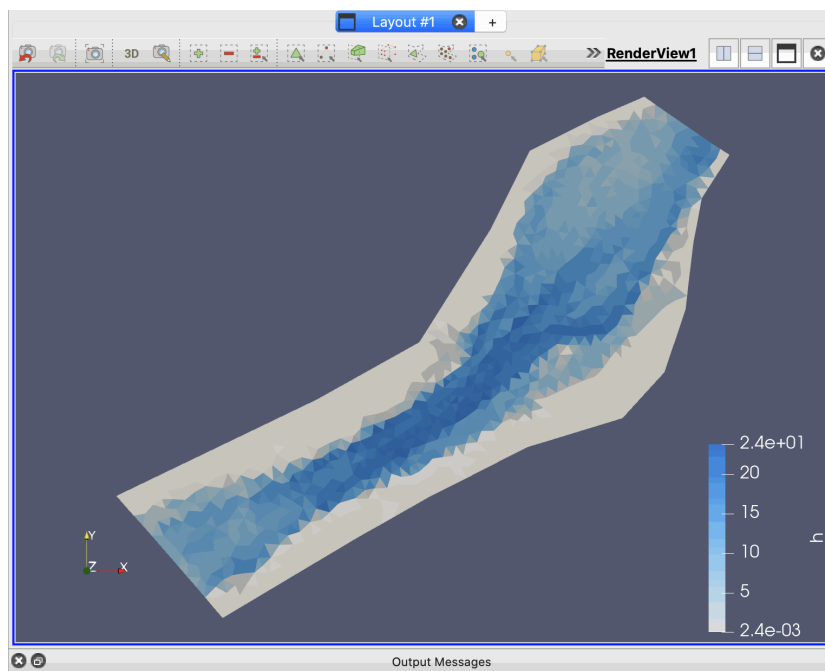 Layout #1
+
3D
RenderView1
2.4e+01
20
15
10
5
2.4e-03
h
Y
Z X
Output Messages